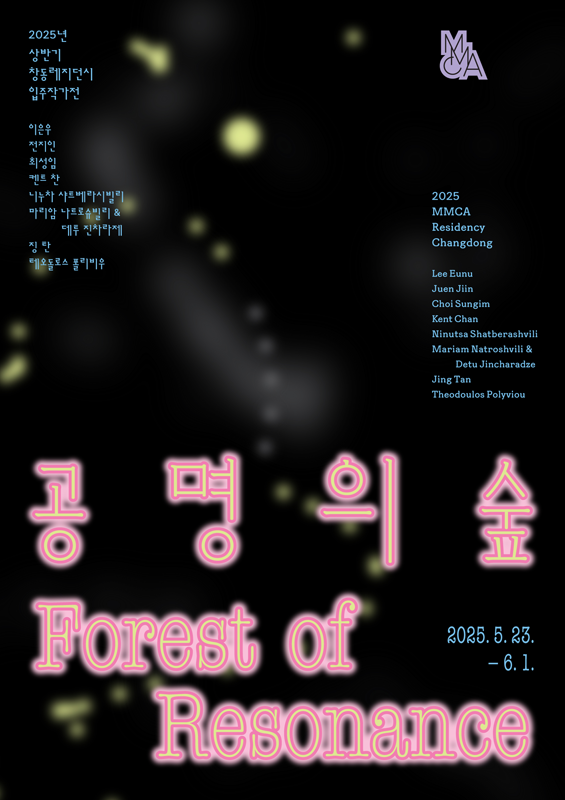 2025년
상반기
창동레지던시
입주작가전
이은우
전지인
최성임
켄트 찬
니누차 샤트베라시빌리
마리암 나트로슈빌리 &
데투 진차라제
징 탄
테오돌로스 폴리비우
MMCA
2025
MMCA
Residency
Changdong
Lee Eunu
Juen Jiin
Choi Sungim
Kent Chan
Ninutsa Shatberashvili
Mariam Natroshvili &
Detu Jincharadze
Jing Tan
Theodoulos Polyviou
공명의숲
Forest of
Resonance
2025. 5. 23.
– 6. 1.